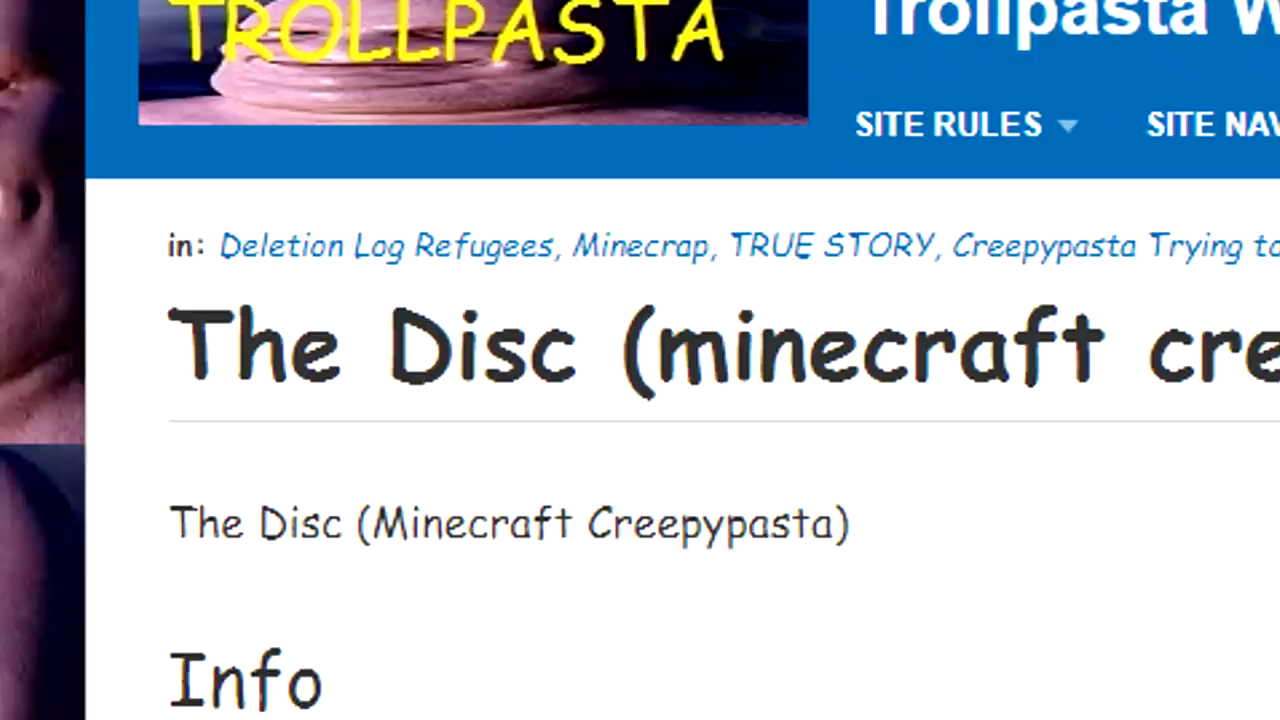 TROLLPASTA
Trollpasta W
SITE RULES
SITE NAV
in: Deletion Log Refugees, Minecrap, TRUE STORY, Creepypasta Trying to
The Disc (minecraft cre
The Disc (Minecraft Creepypasta)
Info